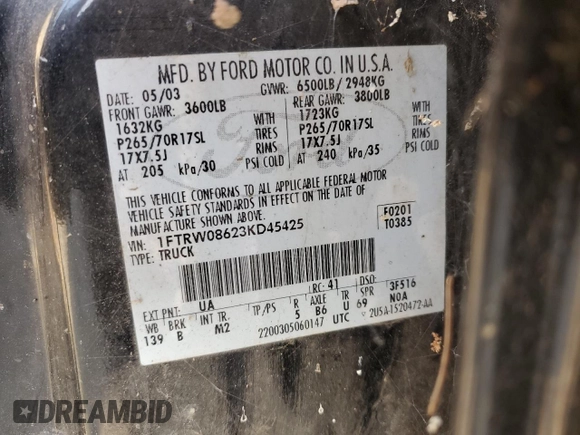 MFD. BY FORD MOTOR CO. IN U.S.A.
DATE: 05/03 GVWR: 6500LB/ 2948KG
FRONT GAWR: 3600LB REAR GAWR: 3800LB
1632KG WITH 1723KG WITH
P265/70R17SL TIRES P265/70R17SL TIRES
17X7.5J RIMS 17X7.5J RIMS
AT 205 kPa/30 PSI COLD AT 240 kPa/35 PSI COLD
THIS VEHICLE CONFORMS TO ALL APPLICABLE FEDERAL MOTOR
VEHICLE SAFETY STANDARDS IN EFFECT ON THE DATE OF
MANUFACTURE SHOWN ABOVE.
VIN: 1FTRW08623KD45425 F0201
TYPE: TRUCK T0385
EXT PNT: UA RC: 41 DSO: 3F516
WB BRK INT TR TP/PS R AXLE TR SPR N0A
139 B M2 5 B6 U 69
2200305060147 UTC 2U5A-1520472-AA
Ford
DREAMBID